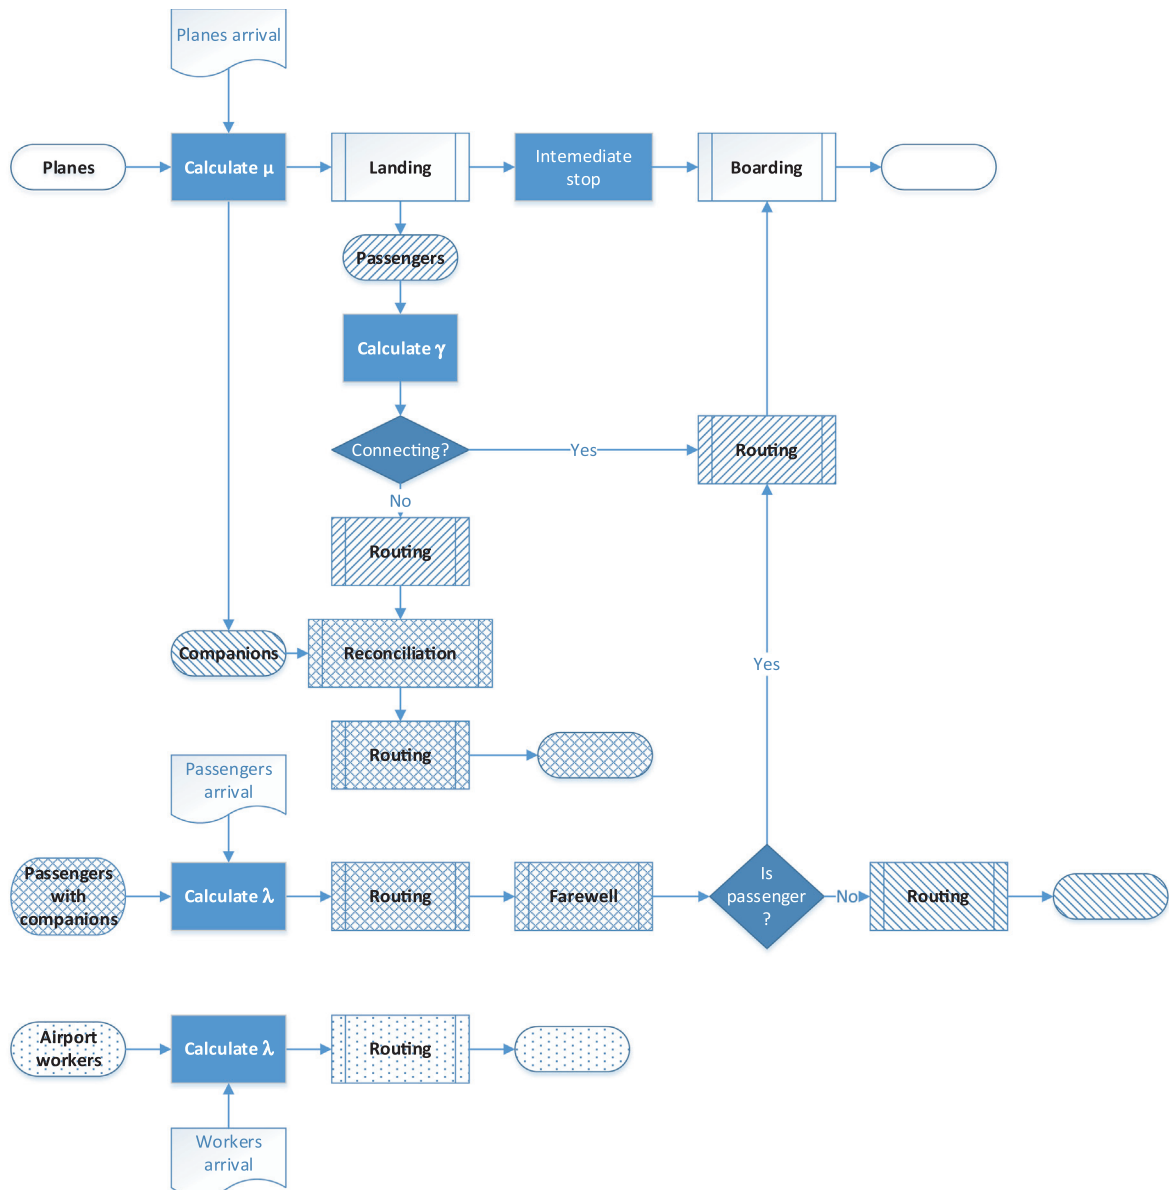 Planes arrival
Planes
Calculate μ
Landing
Intemediate
stop
Boarding
Passengers
Calculate γ
Connecting?
Yes
Routing
No
Routing
Companions
Reconciliation
Yes
Routing
Passengers
arrival
Passengers
with
companions
Calculate λ
Routing
Farewell
Is
passenger
?
No
Routing
Airport
workers
Calculate λ
Routing
Workers
arrival